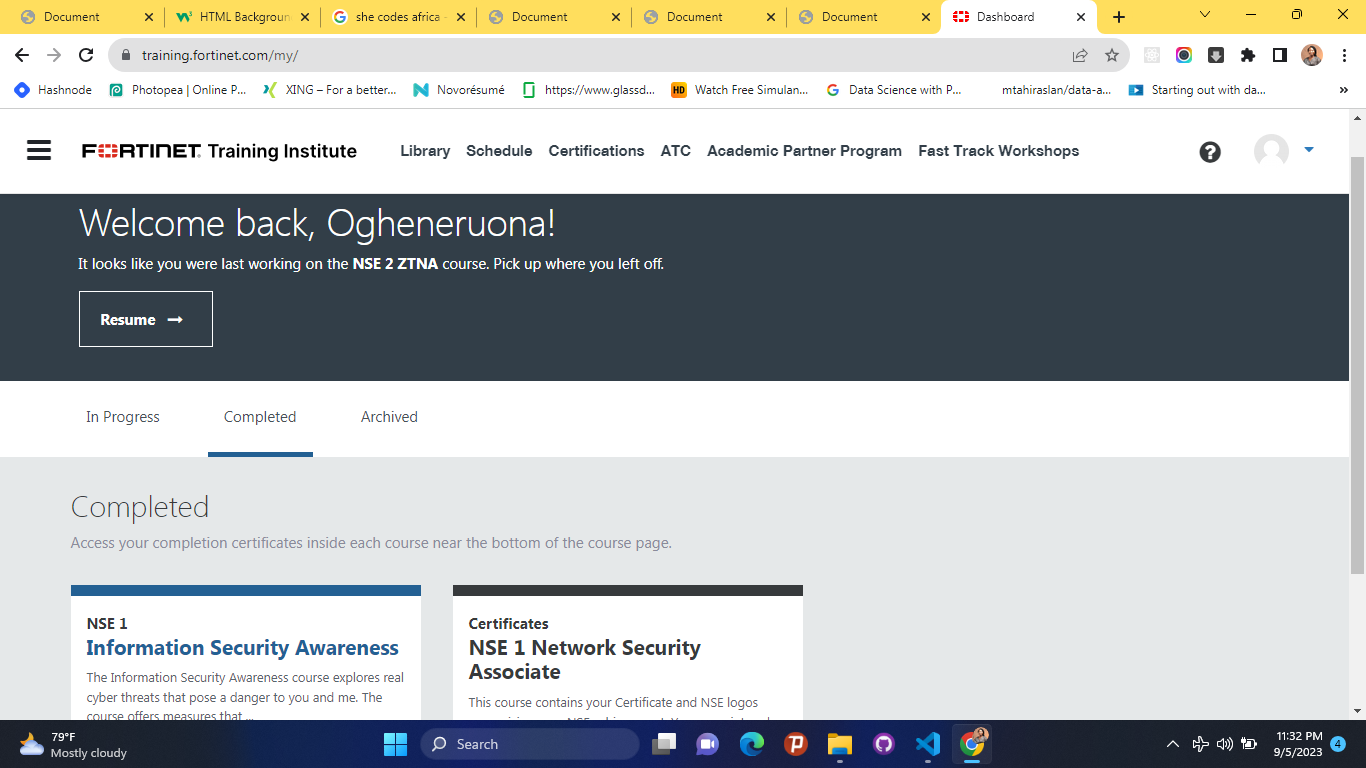 Document
HTML Backgroun
she codes africa -
Document
Document
Document
Dashboard
training.fortinet.com/my/
Hashnode
Photopea | Online P...
XING – For a better...
Novorésumé
https://www.glassd...
HD
Watch Free Simulan...
Data Science with P...
mtahiraslan/data-a...
Starting out with da...
»
FORTINET Training Institute
Library
Schedule
Certifications
ATC
Academic Partner Program
Fast Track Workshops
?
Welcome back, Ogheneruona!
It looks like you were last working on the NSE 2 ZTNA course. Pick up where you left off.
Resume →
In Progress
Completed
Archived
Completed
Access your completion certificates inside each course near the bottom of the course page.
NSE 1
Information Security Awareness
The Information Security Awareness course explores real
cyber threats that pose a danger to you and me. The
course offers measures that ...
Certificates
NSE 1 Network Security
Associate
This course contains your Certificate and NSE logos
79°F
Mostly cloudy
Search
11:32 PM
9/5/2023
4